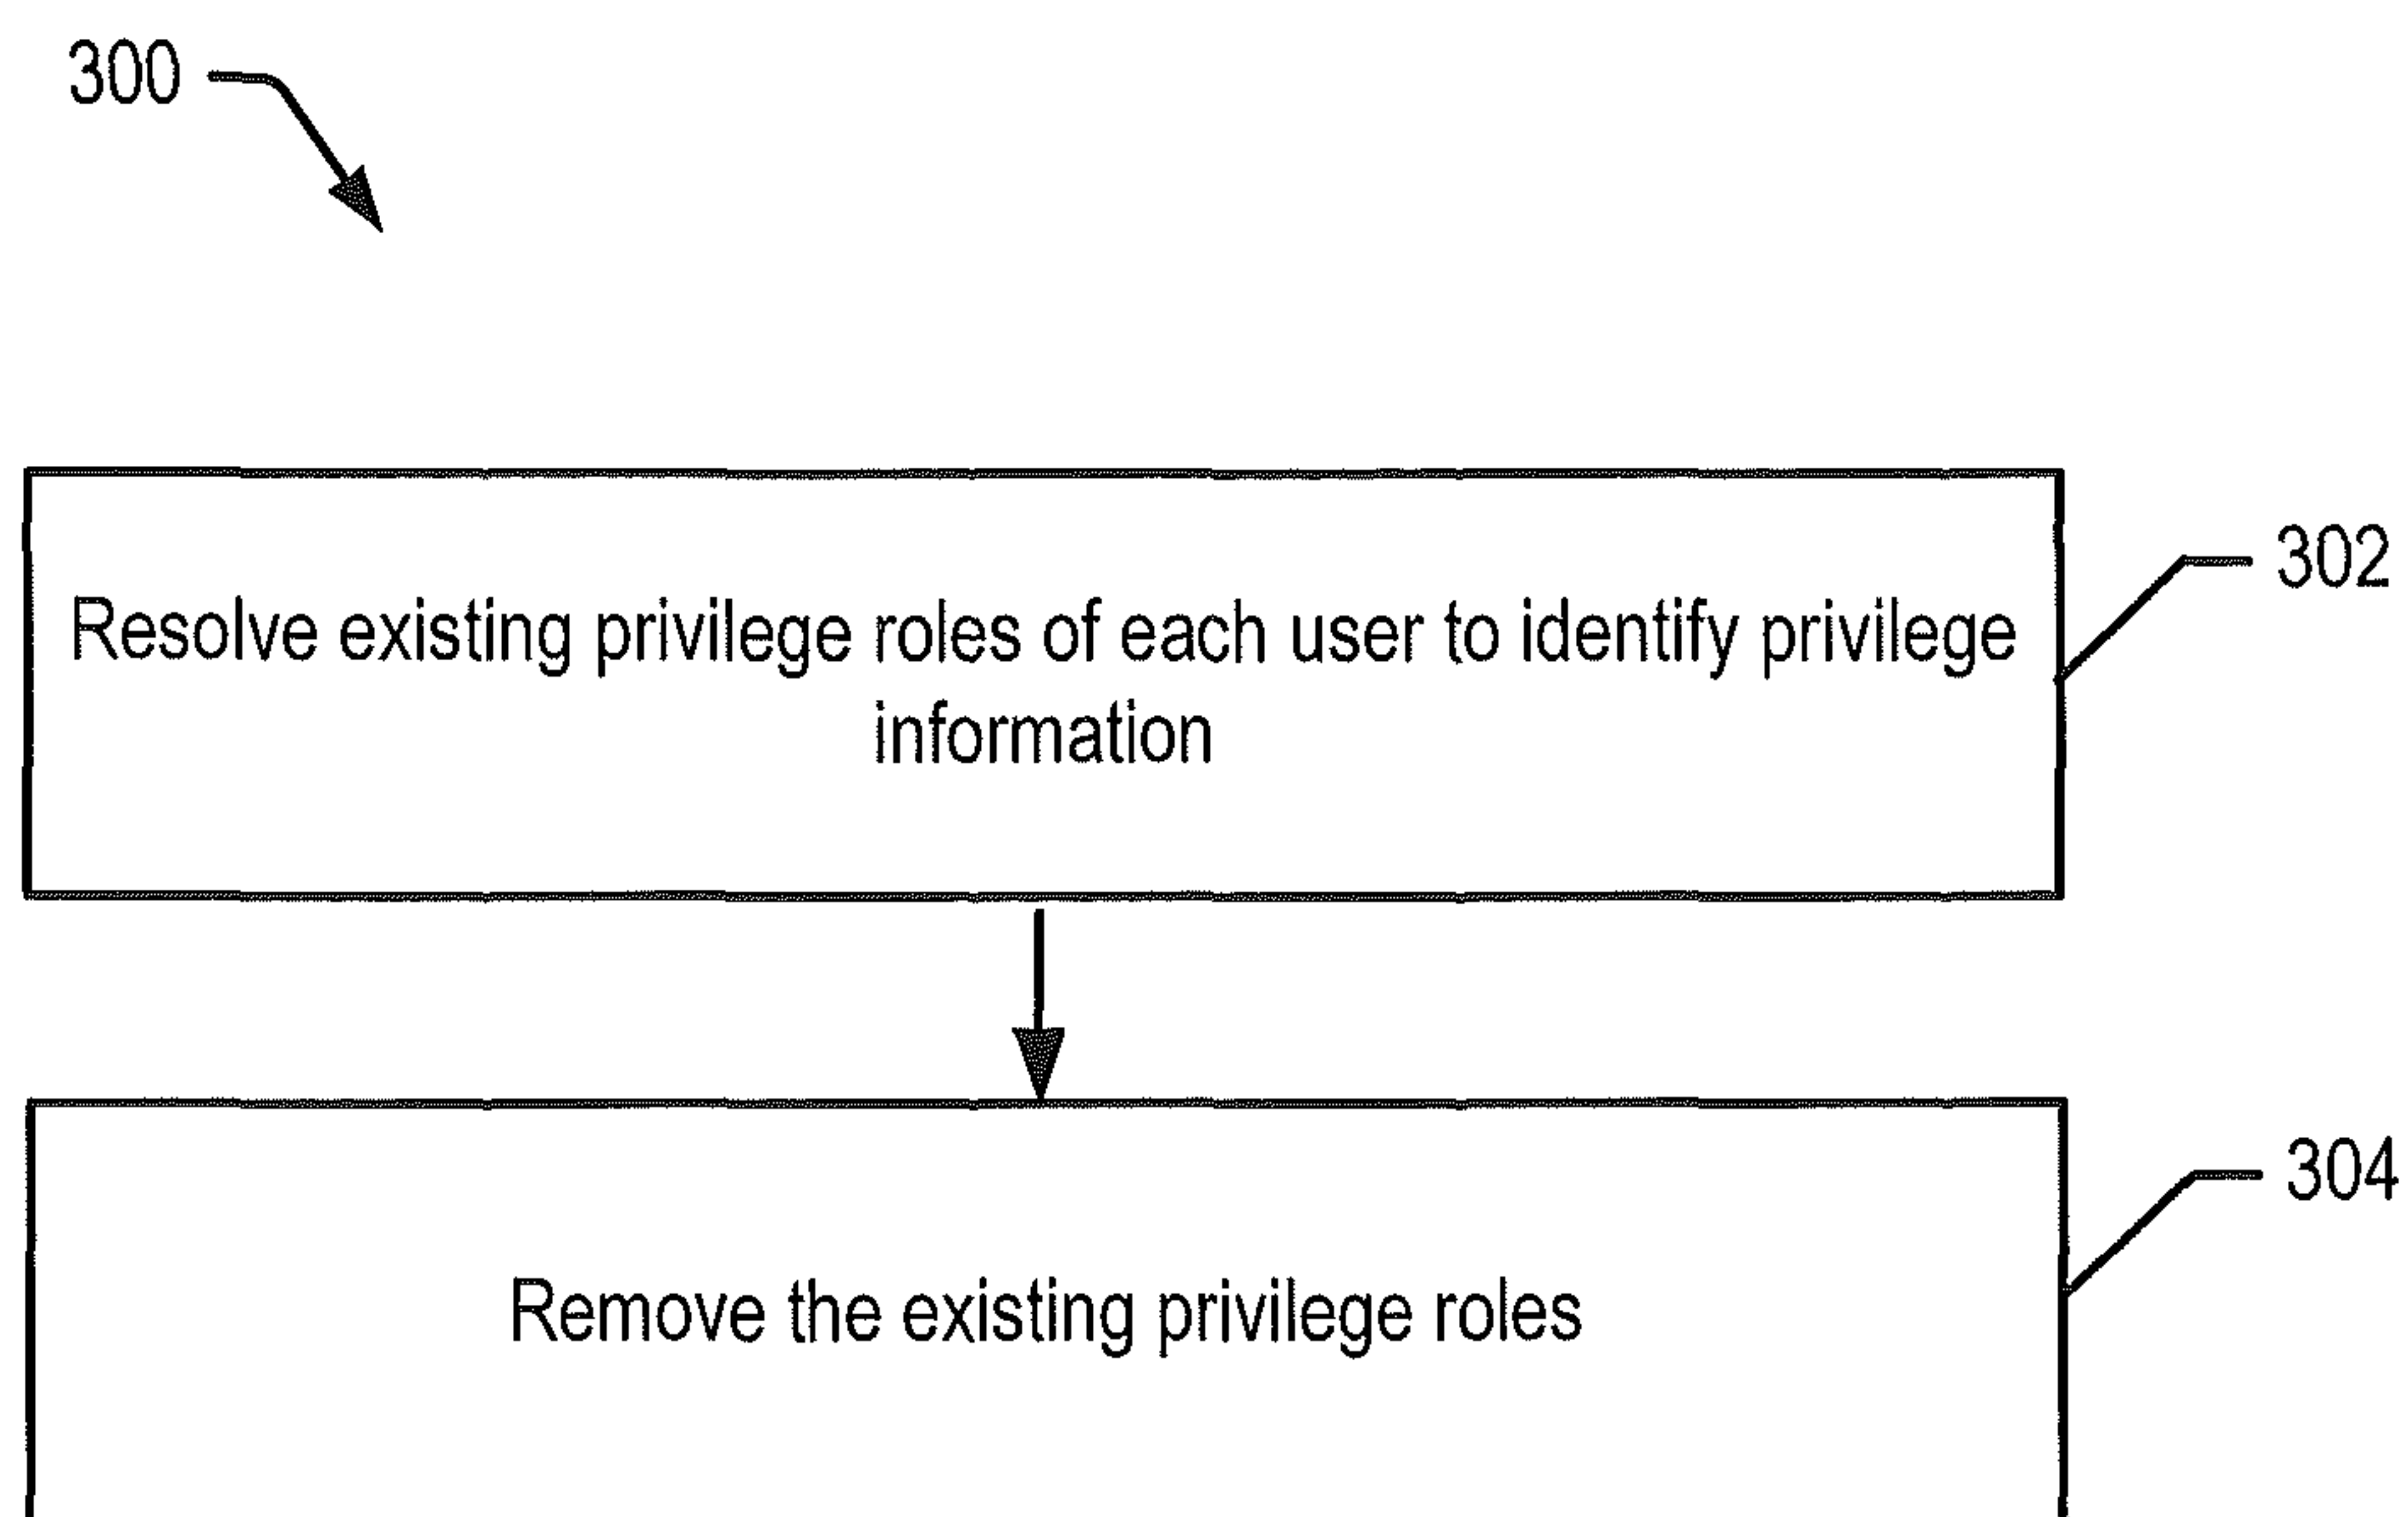 300
302
Resolve existing privilege roles of each user to identify privilege
information
304
Remove the existing privilege roles